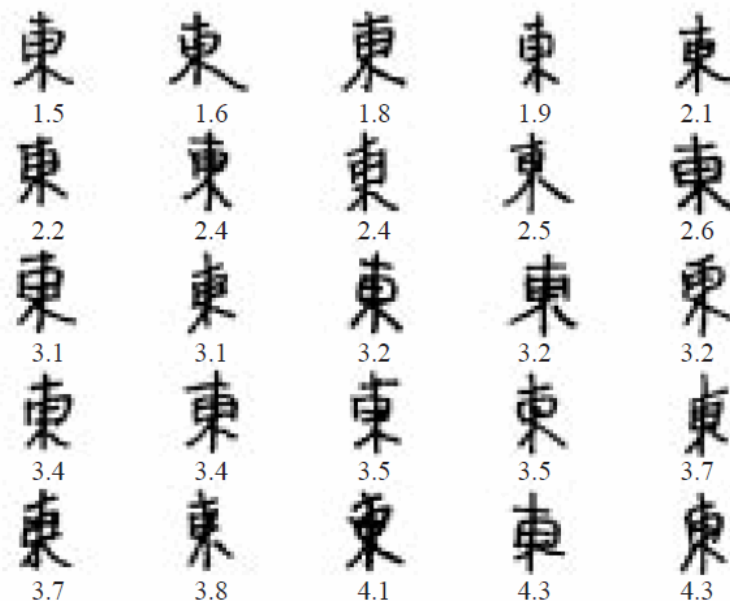 東 東 東 東 東
1.5 1.6 1.8 1.9 2.1
東 東 東 東 東
2.2 2.4 2.4 2.5 2.6
東 東 東 東 東
3.1 3.1 3.2 3.2 3.2
東 東 東 東 東
3.4 3.4 3.5 3.5 3.7
東 東 東 東 東
3.7 3.8 4.1 4.3 4.3